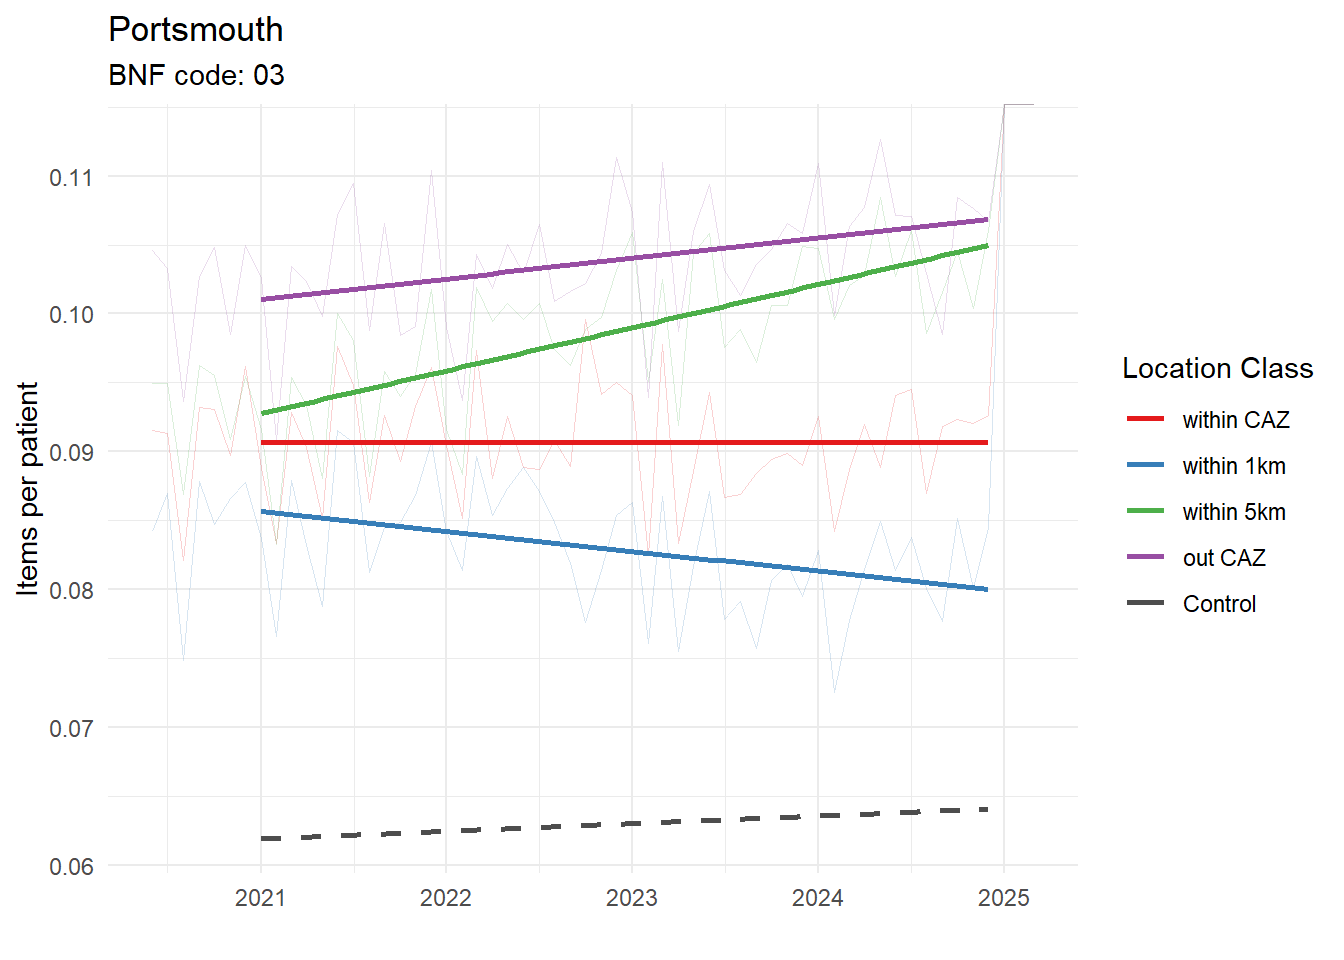 Portsmouth
BNF code: 03
Items per patient
0.11
0.10
0.09
0.08
0.07
0.06
2021
2022
2023
2024
2025
Location Class
within CAZ
within 1km
within 5km
out CAZ
Control